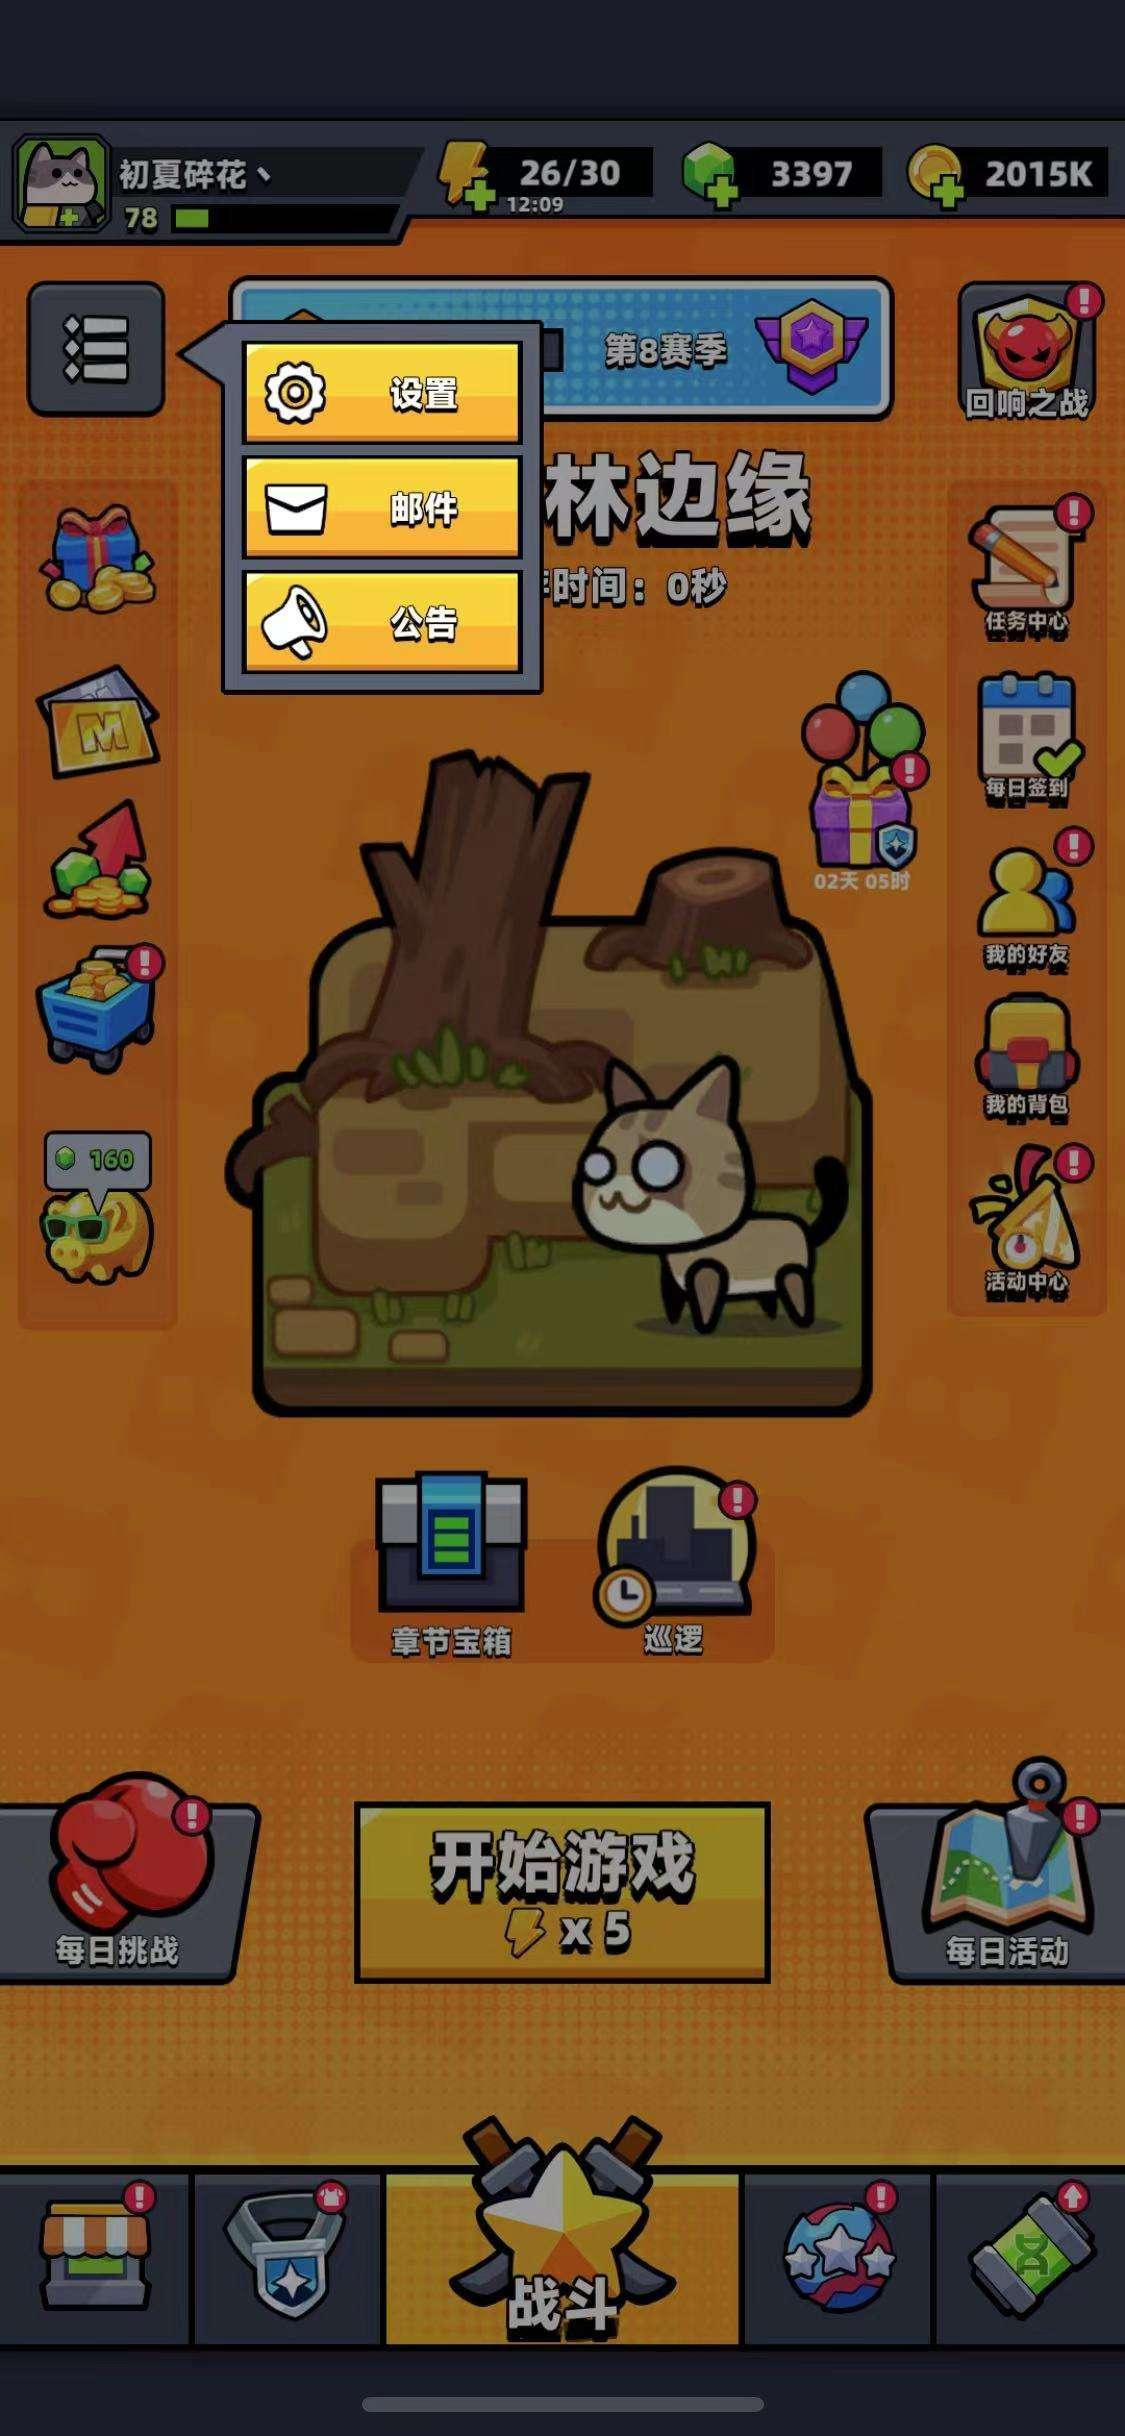 初夏碎花丶
78
26/30
12:09
3397
2015K
第8赛季
回响之战
设置
邮件
公告
林边缘
时间：0秒
任务中心
M
每日签到
02天 05时
我的好友
我的背包
160
活动中心
章节宝箱
巡逻
开始游戏
x 5
每日挑战
每日活动
战斗